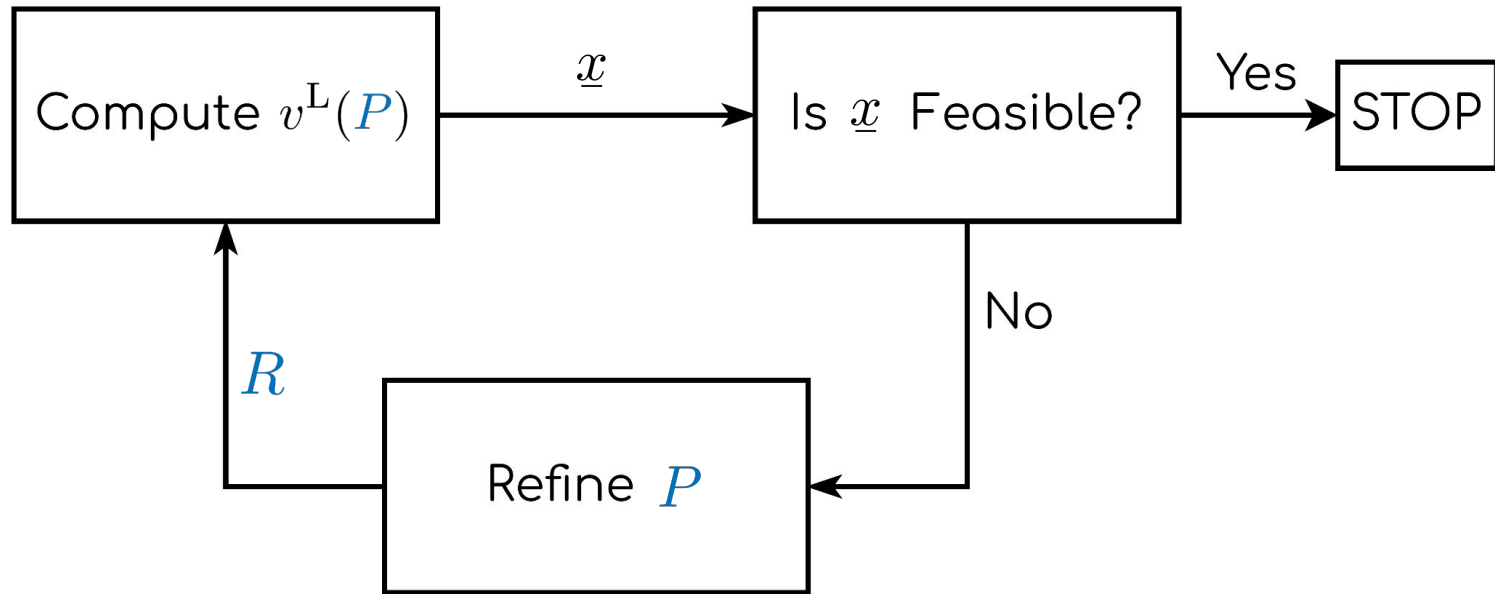 Compute v^L(P)
x̲
Is x̲ Feasible?
Yes
STOP
No
R
Refine P